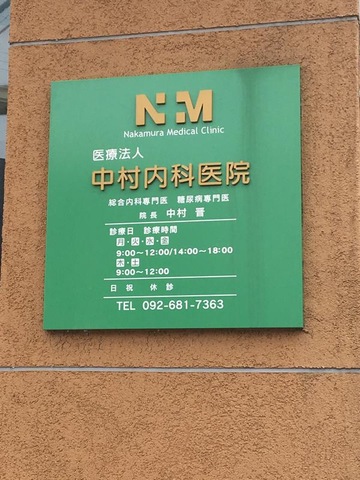 NM
Nakamura Medical Clinic
医療法人
中村内科医院
総合内科専門医 糖尿病専門医
院長 中村 晋
診療日 診療時間
月・火・水・金
9:00～12:00/14:00～18:00
木・土
9:00～12:00
日 祝 休 診
TEL 092-681-7363